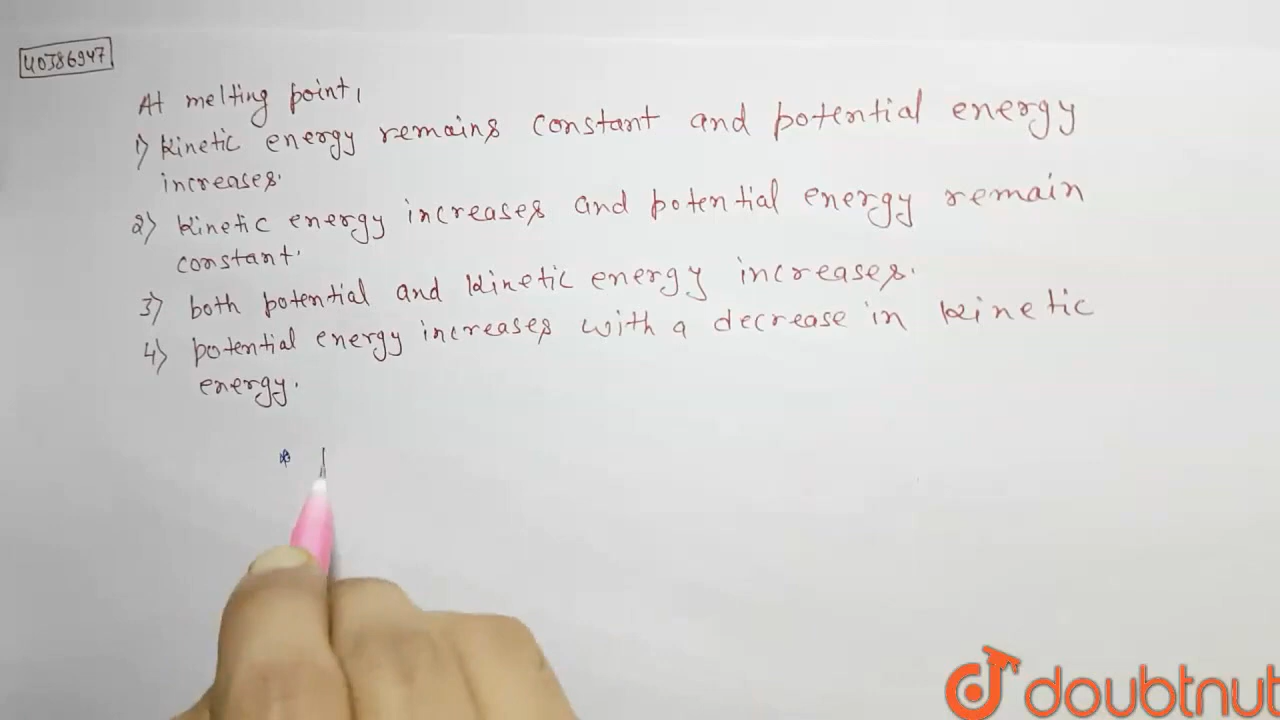 40386947
At melting point,
1) Kinetic energy remains constant and potential energy
increases.
2) Kinetic energy increases and potential energy remain
constant.
3) both potential and kinetic energy increases.
4) potential energy increases with a decrease in kinetic
energy.
doubtnut